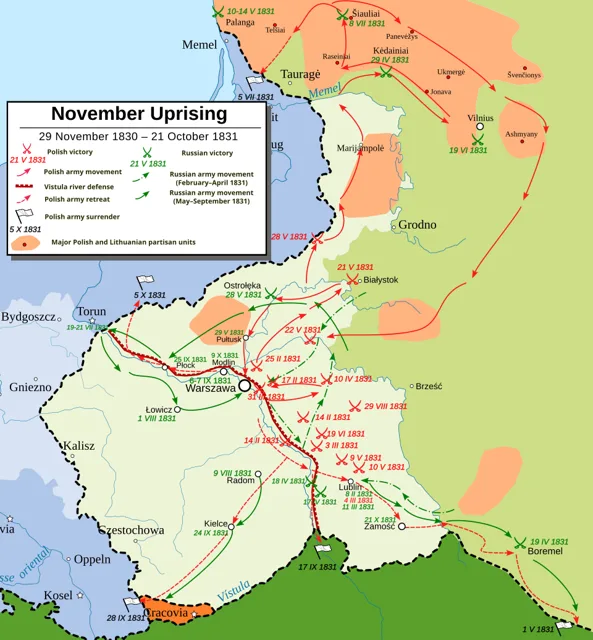 10-14 V 1831
Palanga
Šiauliai
8 VII 1831
Telšiai
Panevėžys
Memel
Kėdainiai
29 IV 1831
Raseiniai
Tauragė
Ukmergė
Švenčionys
5 VII 1831
Memel
Jonava
November Uprising
29 November 1830 – 21 October 1831
Polish victory
21 V 1831
Russian victory
21 V 1831
Polish army movement
Russian army movement
(February-April 1831)
Vistula river defense
Polish army retreat
Russian army movement
(May–September 1831)
Polish army surrender
5 X 1831
Major Polish and Lithuanian partisan units
Vilnius
19 VI 1831
Ashmyany
Marijampolė
Grodno
28 V 1831
21 V 1831
Białystok
5 X 1831
Ostrołęka
28 V 1831
Bydgoszcz
Torun
29 V 1831
Pułtusk
22 V 1831
25 IX 1831
Płock
9 X 1831
Modlin
25 II 1831
Gniezno
6-7 IX 1831
Warszawa
17 II 1831
10 IV 1831
Brześć
Łowicz
1 VIII 1831
29 VIII 1831
14 II 1831
19 VI 1831
Kalisz
14 II 1831
3 III 1831
9 V 1831
10 V 1831
9 VIII 1831
Radom
18 IV 1831
Lublin
8 II 1831
4 III 1831
11 III 1831
Kielce
24 IX 1831
21 X 1831
Zamość
Częstochowa
19 IV 1831
Boremel
Oppeln
17 IX 1831
Kosel
Vistula
28 IX 1831
Cracovia
1 V 1831